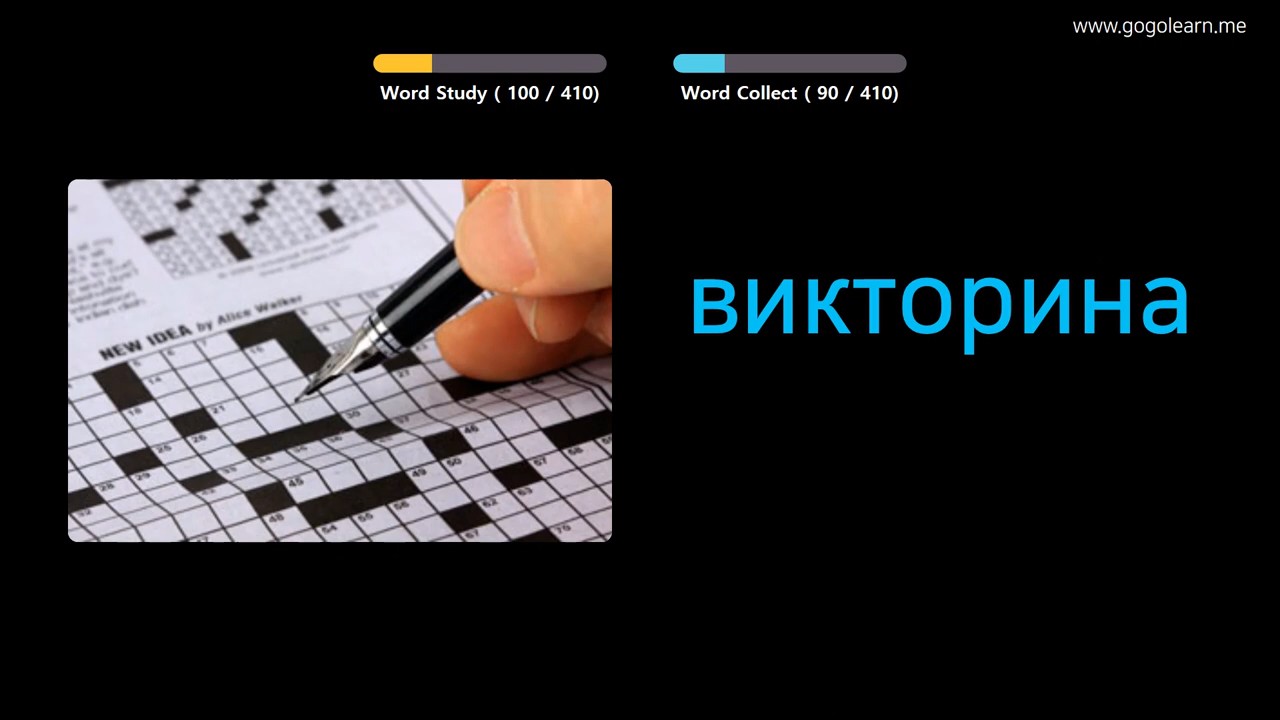 www.gogolearn.me
Word Study ( 100 / 410)
Word Collect ( 90 / 410)
викторина
NEW IDEA by Alice Walker